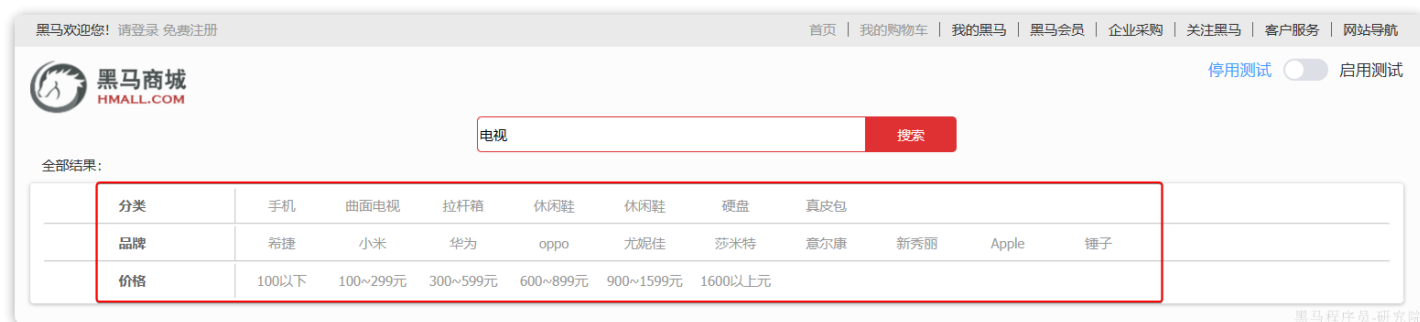 黑马欢迎您! 请登录 免费注册 首页 | 我的购物车 | 我的黑马 | 黑马会员 | 企业采购 | 关注黑马 | 客户服务 | 网站导航
黑马商城
HMALL.COM
停用测试 启用测试
电视 搜索
全部结果:
分类 手机 曲面电视 拉杆箱 休闲鞋 休闲鞋 硬盘 真皮包
品牌 希捷 小米 华为 oppo 尤妮佳 莎米特 意尔康 新秀丽 Apple 锤子
价格 100以下 100~299元 300~599元 600~899元 900~1599元 1600以上元
黑马程序员-研究院